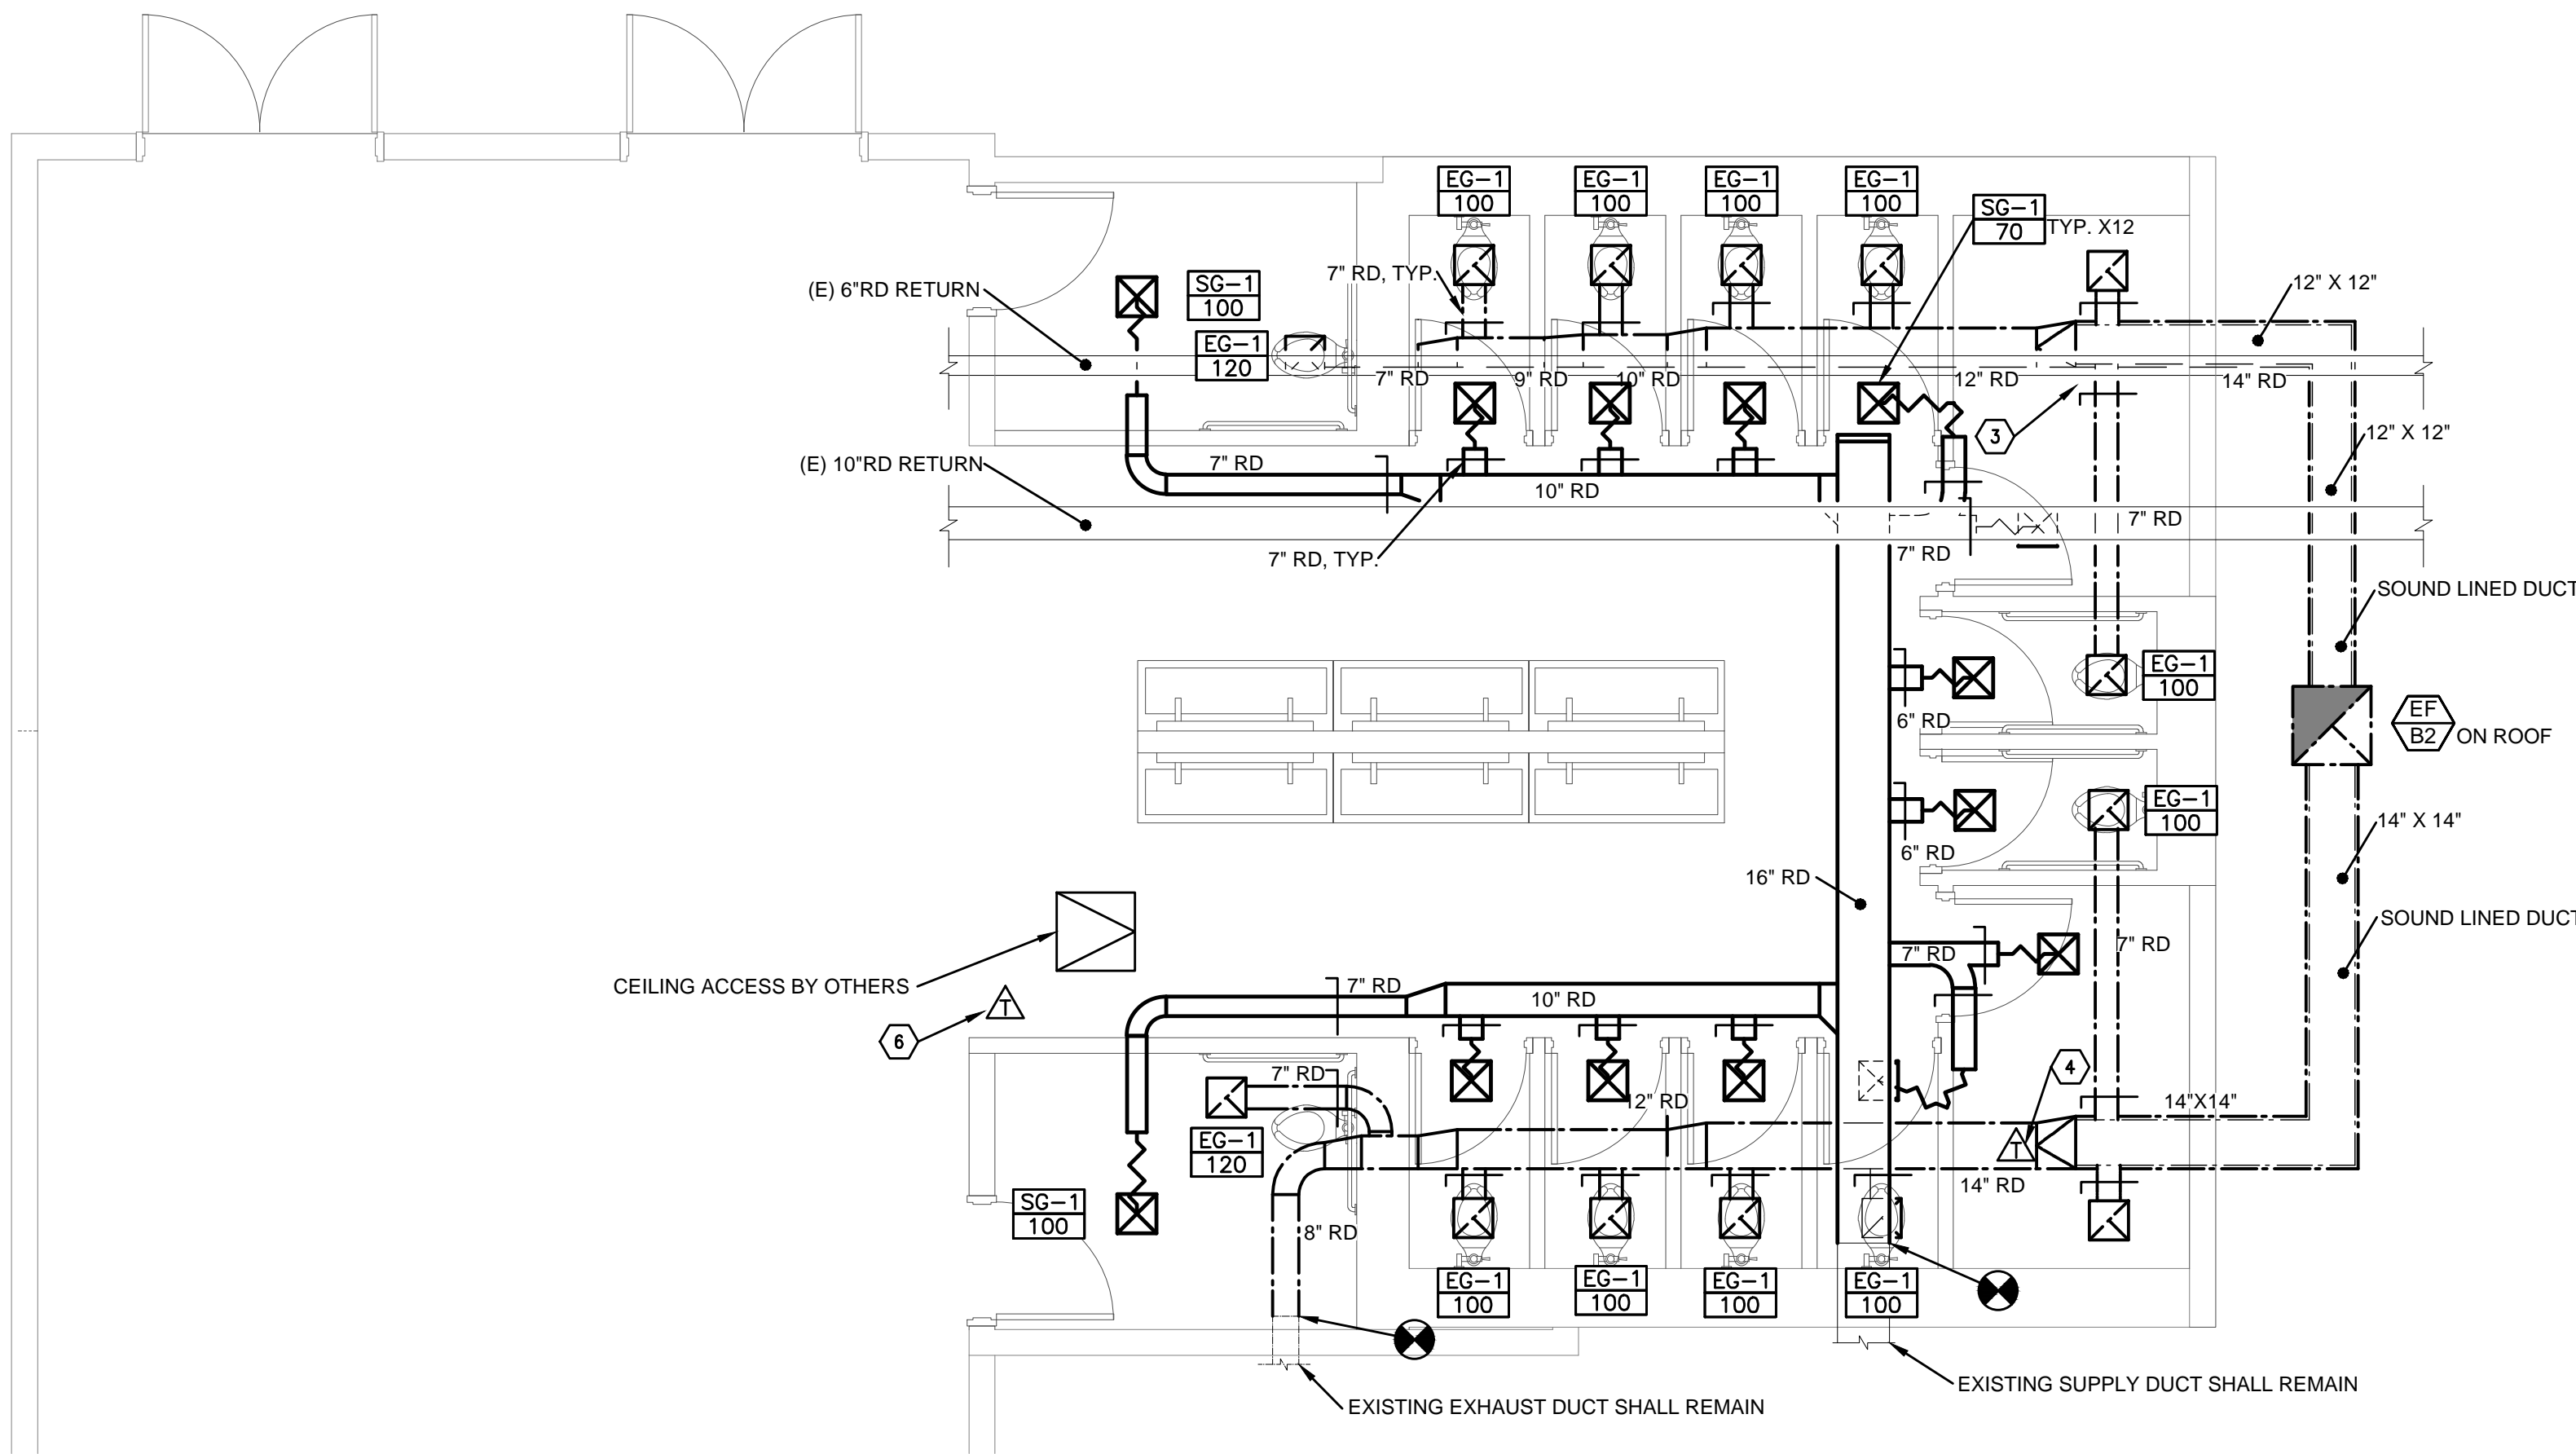 EG-1
100
EG-1
100
EG-1
100
EG-1
100
SG-1
70
TYP. X12
(E) 6"RD RETURN
SG-1
100
7" RD, TYP.
12" X 12"
EG-1
120
7" RD
9" RD
10" RD
12" RD
14" RD
3
12" X 12"
(E) 10"RD RETURN
7" RD
10" RD
7" RD
7" RD, TYP.
7" RD
SOUND LINED DUCT
EG-1
100
6" RD
EF
B2
ON ROOF
EG-1
100
14" X 14"
6" RD
16" RD
SOUND LINED DUCT
7" RD
7" RD
CEILING ACCESS BY OTHERS
7" RD
10" RD
T
6
7" RD
12" RD
4
14"X14"
EG-1
120
T
14" RD
SG-1
100
8" RD
EG-1
100
EG-1
100
EG-1
100
EG-1
100
EXISTING SUPPLY DUCT SHALL REMAIN
EXISTING EXHAUST DUCT SHALL REMAIN